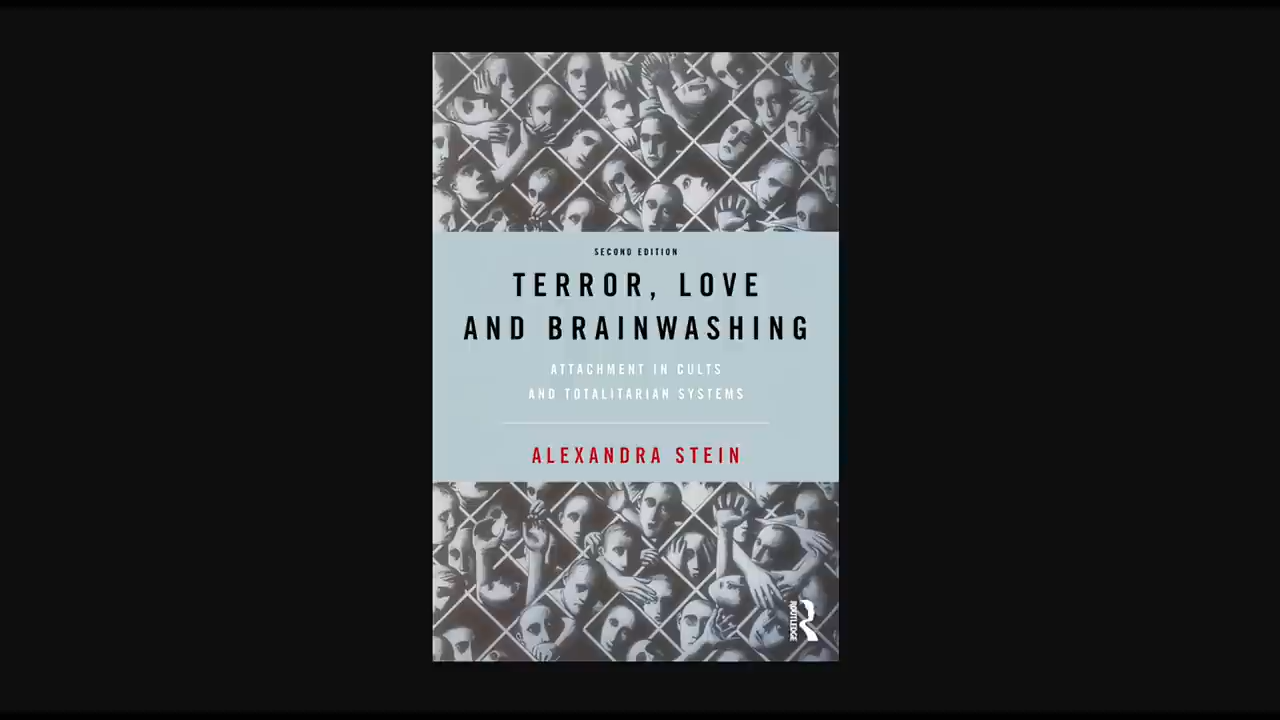 SECOND EDITION
TERROR, LOVE
AND BRAINWASHING
ATTACHMENT IN CULTS
AND TOTALITARIAN SYSTEMS
ALEXANDRA STEIN
ROUTLEDGE